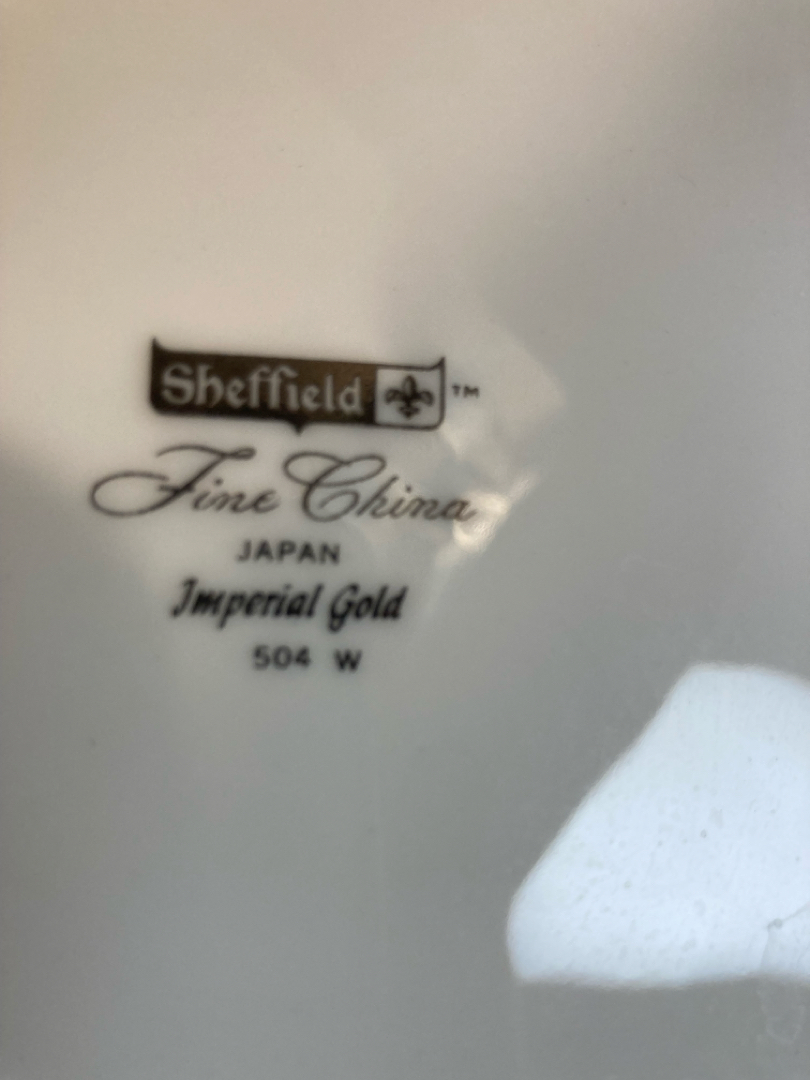 Sheffield ™
Fine China
JAPAN
Imperial Gold
504 W